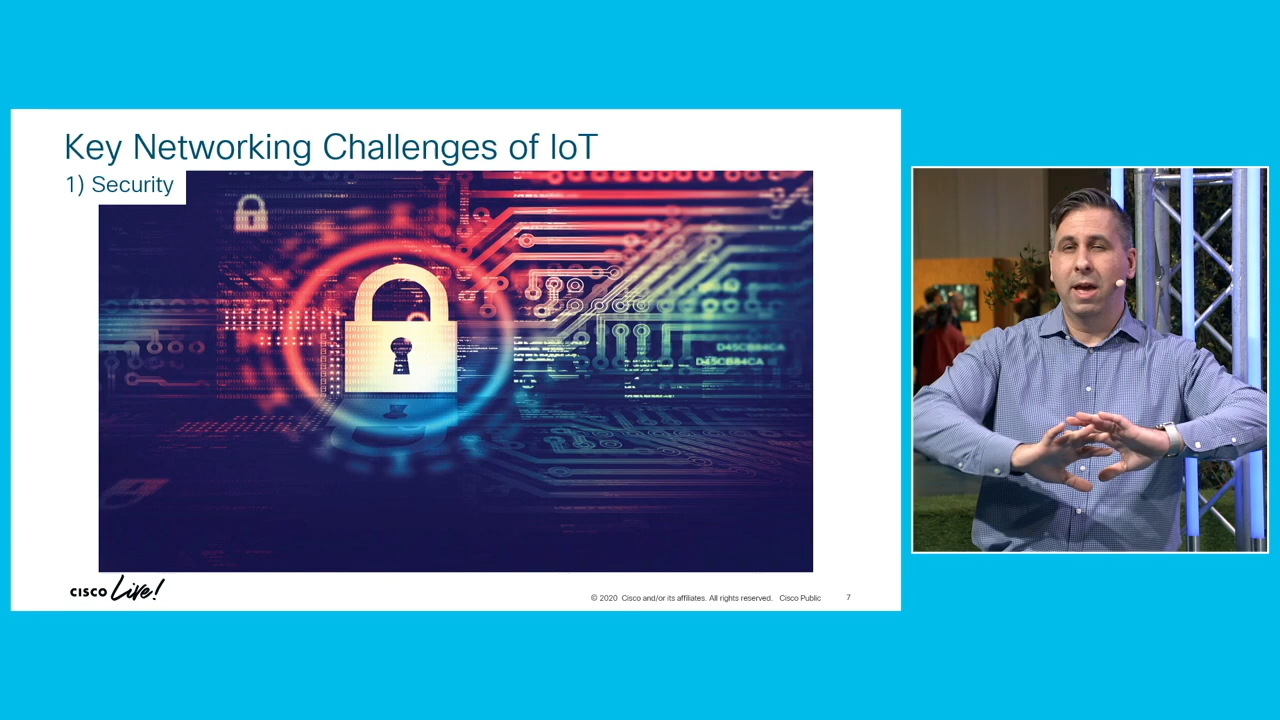 Key Networking Challenges of IoT
1) Security
D45CB84CA
D45CB84CA
CISCO Live!
© 2020 Cisco and/or its affiliates. All rights reserved. Cisco Public 7